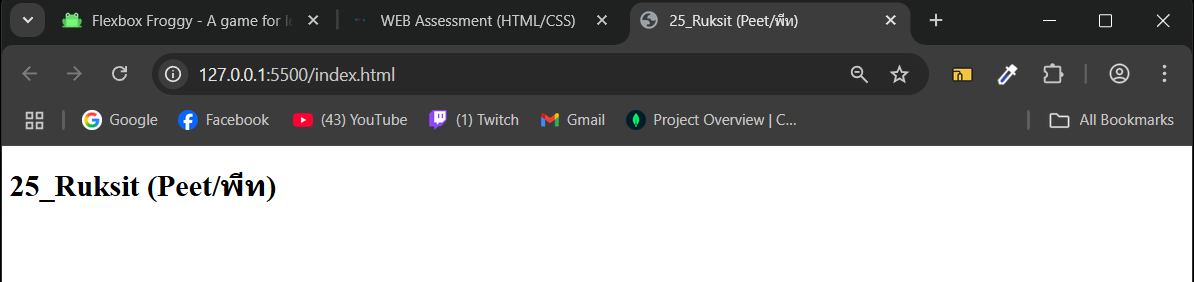 Flexbox Froggy - A game for le
WEB Assessment (HTML/CSS)
25_Ruksit (Peet/พีท)
127.0.0.1:5500/index.html
Google
Facebook
(43) YouTube
(1) Twitch
Gmail
Project Overview | C...
All Bookmarks
25_Ruksit (Peet/พีท)